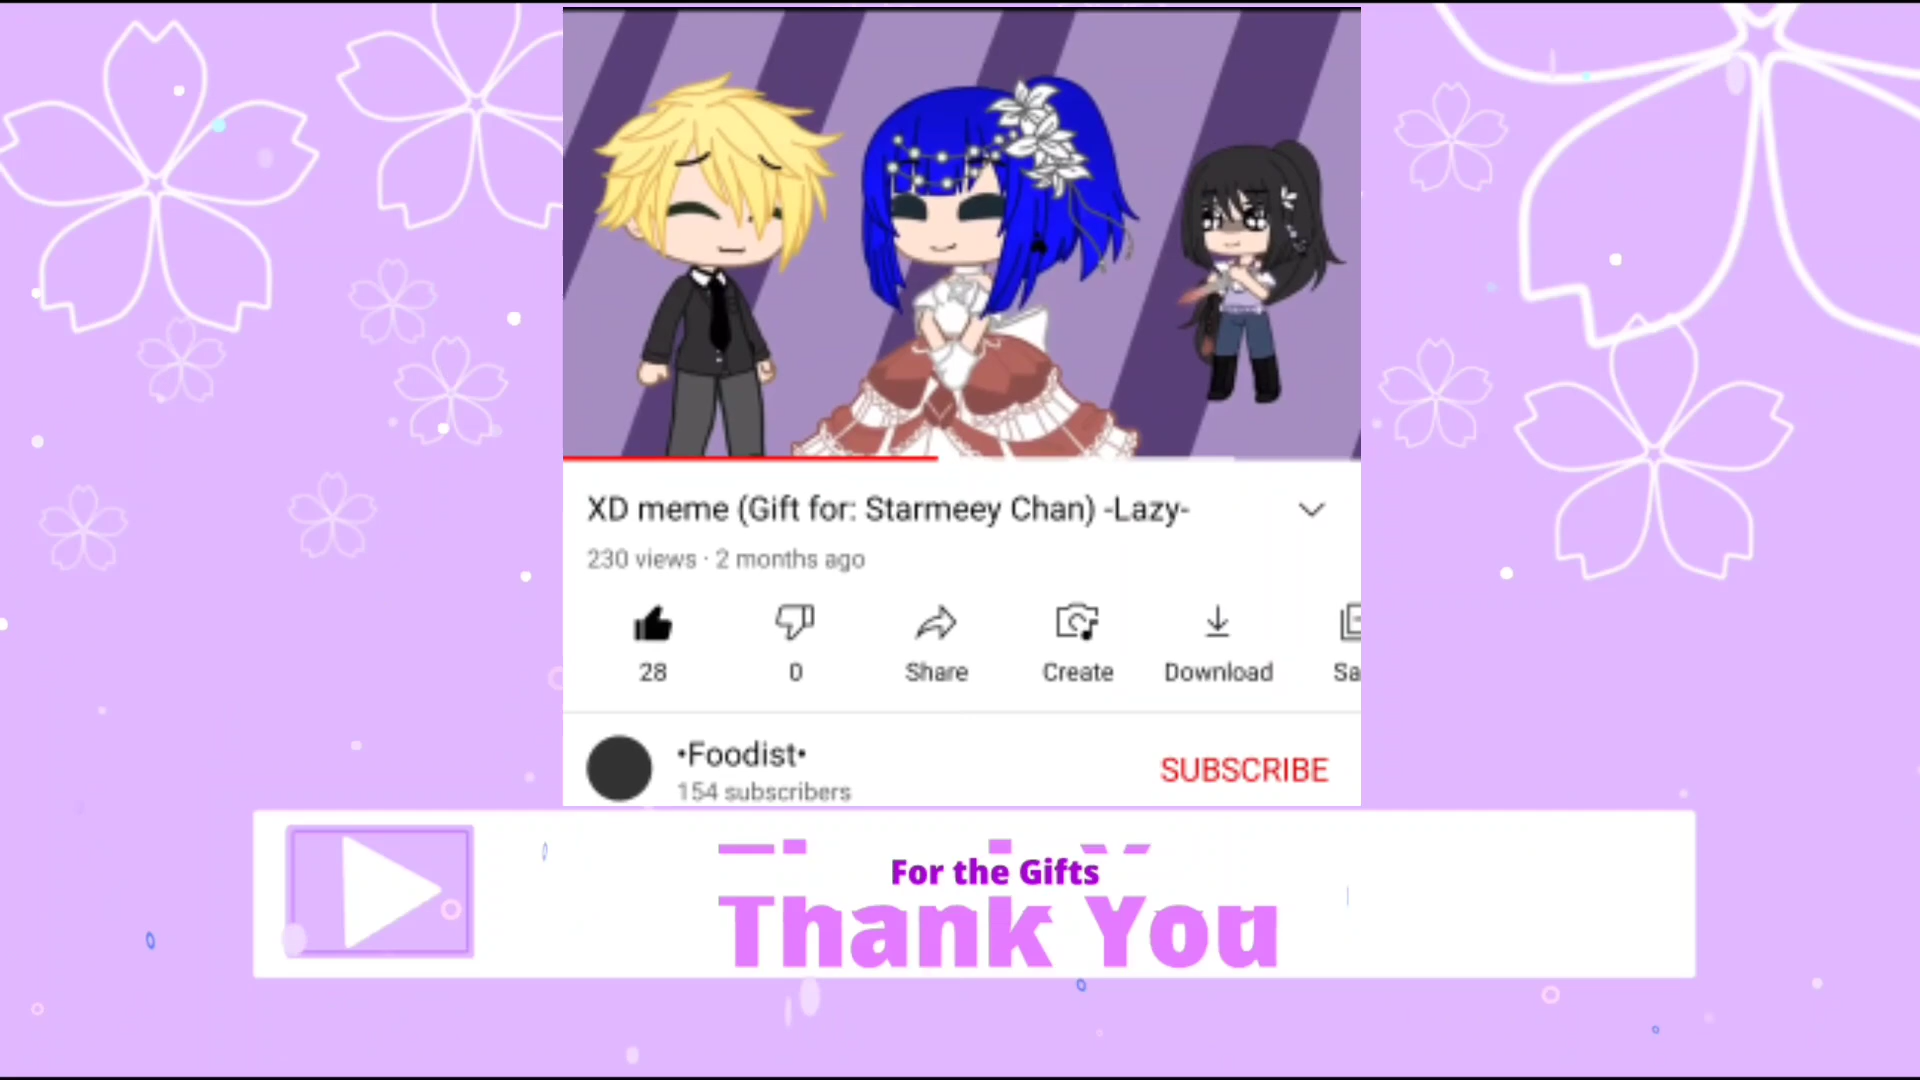 XD meme (Gift for: Starmeey Chan) -Lazy-
230 views · 2 months ago
28
0
Share
Create
Download
Sa
•Foodist•
154 subscribers
SUBSCRIBE
For the Gifts
Thank You